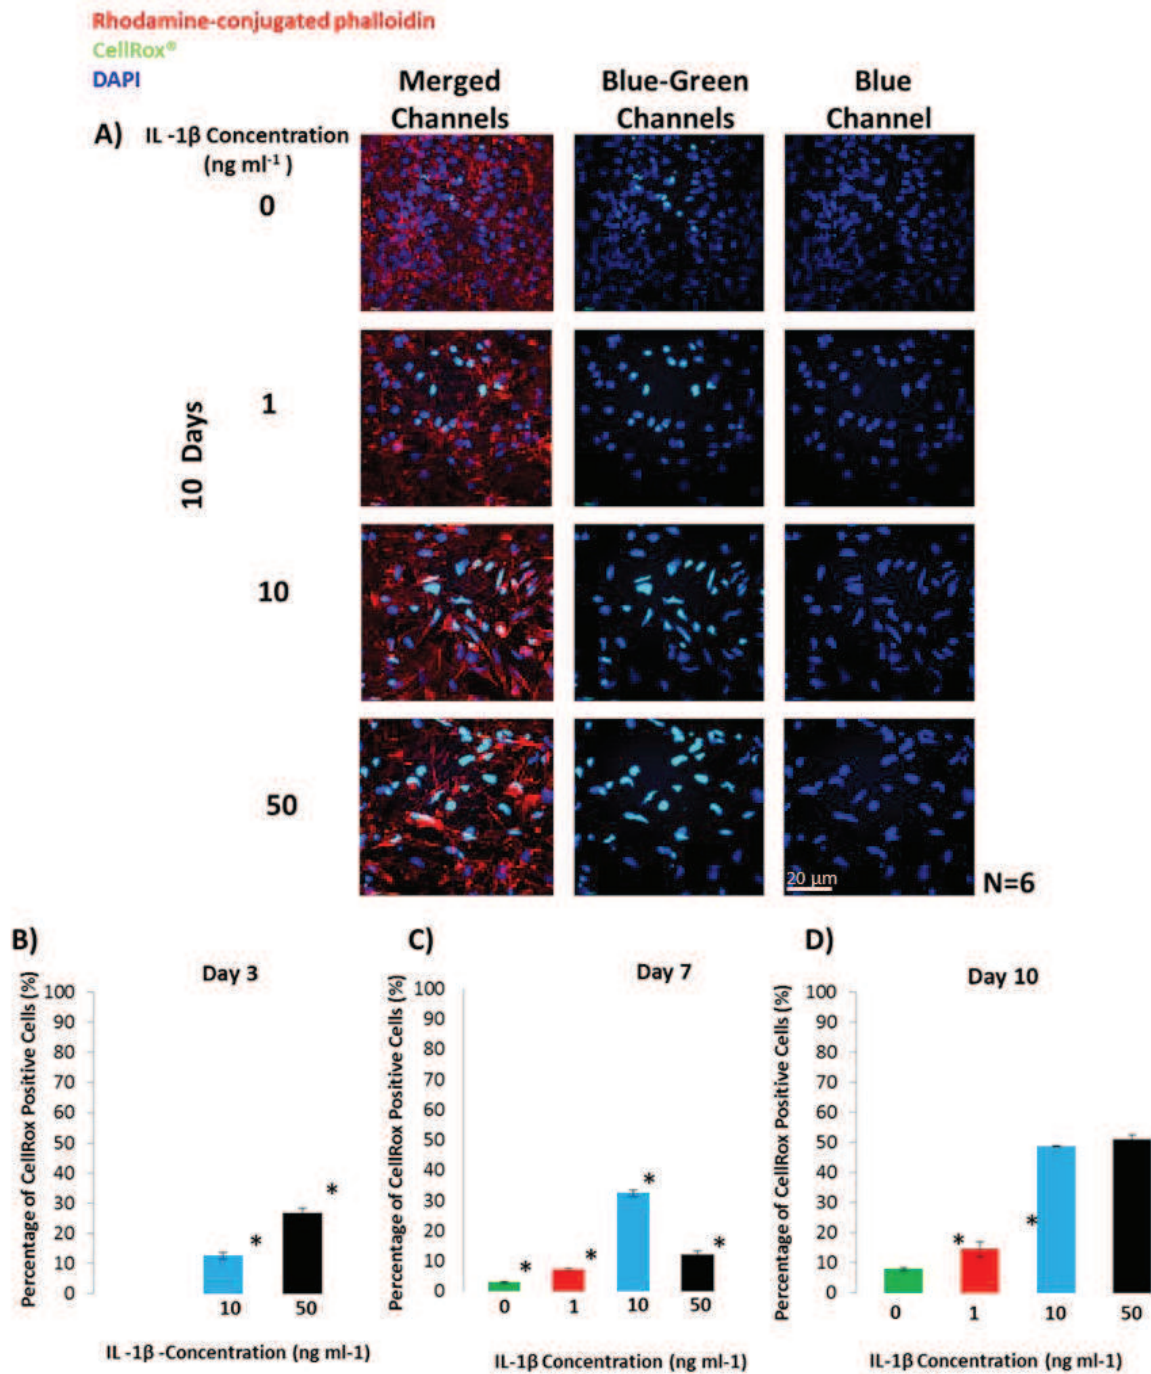 Rhodamine-conjugated phalloidin
CellRox®
DAPI
Merged Channels
Blue-Green Channels
Blue Channel
A)
IL -1β Concentration
(ng ml-1 )
0
1
10
50
10 Days
20 µm
N=6
B)
Day 3
Percentage of CellRox Positive Cells (%)
100
90
80
70
60
50
40
30
20
10
0
*
*
10 50
IL -1β -Concentration (ng ml-1)
C)
Day 7
Percentage of CellRox Positive Cells (%)
100
90
80
70
60
50
40
30
20
10
0
*
*
*
*
0 1 10 50
IL-1β Concentration (ng ml-1)
D)
Day 10
Percentage of CellRox Positive Cells (%)
100
90
80
70
60
50
40
30
20
10
0
*
*
0 1 10 50
IL-1β Concentration (ng ml-1)